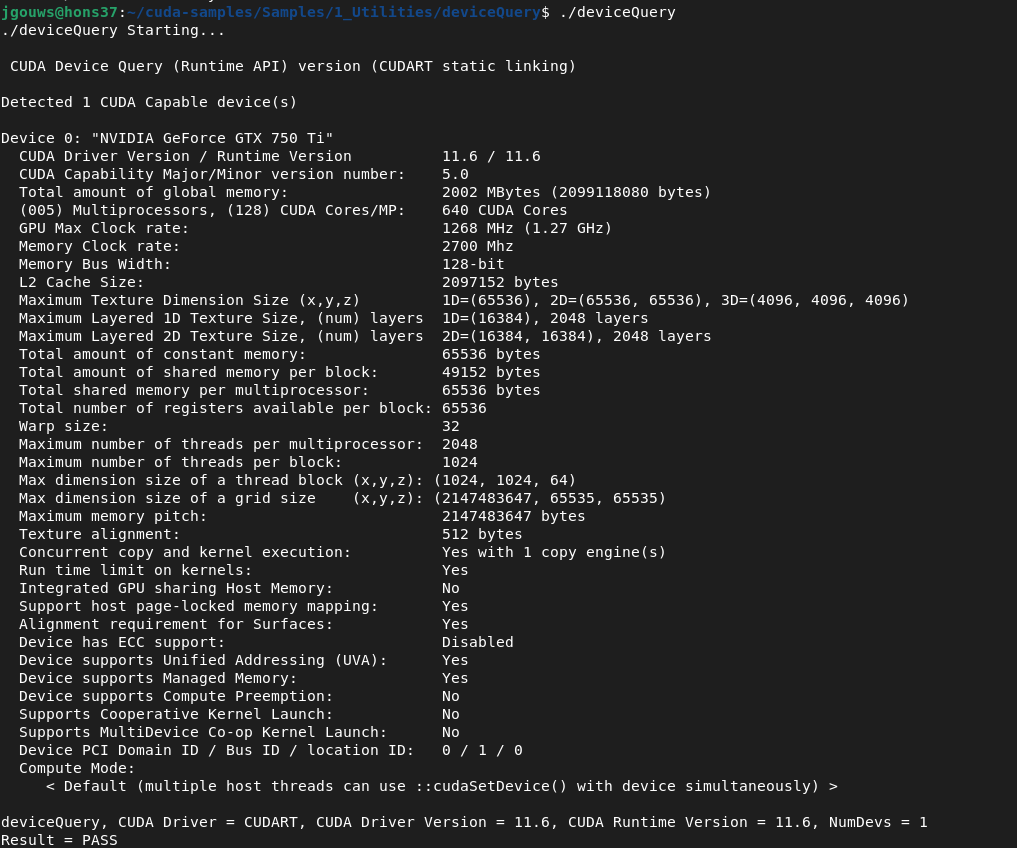 jgouws@hons37:~/cuda-samples/Samples/1_Utilities/deviceQuery$ ./deviceQuery
./deviceQuery Starting...

 CUDA Device Query (Runtime API) version (CUDART static linking)

Detected 1 CUDA Capable device(s)

Device 0: "NVIDIA GeForce GTX 750 Ti"
  CUDA Driver Version / Runtime Version          11.6 / 11.6
  CUDA Capability Major/Minor version number:    5.0
  Total amount of global memory:                 2002 MBytes (2099118080 bytes)
  (005) Multiprocessors, (128) CUDA Cores/MP:    640 CUDA Cores
  GPU Max Clock rate:                            1268 MHz (1.27 GHz)
  Memory Clock rate:                             2700 Mhz
  Memory Bus Width:                              128-bit
  L2 Cache Size:                                 2097152 bytes
  Maximum Texture Dimension Size (x,y,z)         1D=(65536), 2D=(65536, 65536), 3D=(4096, 4096, 4096)
  Maximum Layered 1D Texture Size, (num) layers  1D=(16384), 2048 layers
  Maximum Layered 2D Texture Size, (num) layers  2D=(16384, 16384), 2048 layers
  Total amount of constant memory:               65536 bytes
  Total amount of shared memory per block:       49152 bytes
  Total shared memory per multiprocessor:        65536 bytes
  Total number of registers available per block: 65536
  Warp size:                                     32
  Maximum number of threads per multiprocessor:  2048
  Maximum number of threads per block:           1024
  Max dimension size of a thread block (x,y,z): (1024, 1024, 64)
  Max dimension size of a grid size    (x,y,z): (2147483647, 65535, 65535)
  Maximum memory pitch:                          2147483647 bytes
  Texture alignment:                             512 bytes
  Concurrent copy and kernel execution:          Yes with 1 copy engine(s)
  Run time limit on kernels:                     Yes
  Integrated GPU sharing Host Memory:            No
  Support host page-locked memory mapping:       Yes
  Alignment requirement for Surfaces:            Yes
  Device has ECC support:                        Disabled
  Device supports Unified Addressing (UVA):      Yes
  Device supports Managed Memory:                Yes
  Device supports Compute Preemption:            No
  Supports Cooperative Kernel Launch:            No
  Supports MultiDevice Co-op Kernel Launch:      No
  Device PCI Domain ID / Bus ID / location ID:   0 / 1 / 0
  Compute Mode:
     < Default (multiple host threads can use ::cudaSetDevice() with device simultaneously) >

deviceQuery, CUDA Driver = CUDART, CUDA Driver Version = 11.6, CUDA Runtime Version = 11.6, NumDevs = 1
Result = PASS